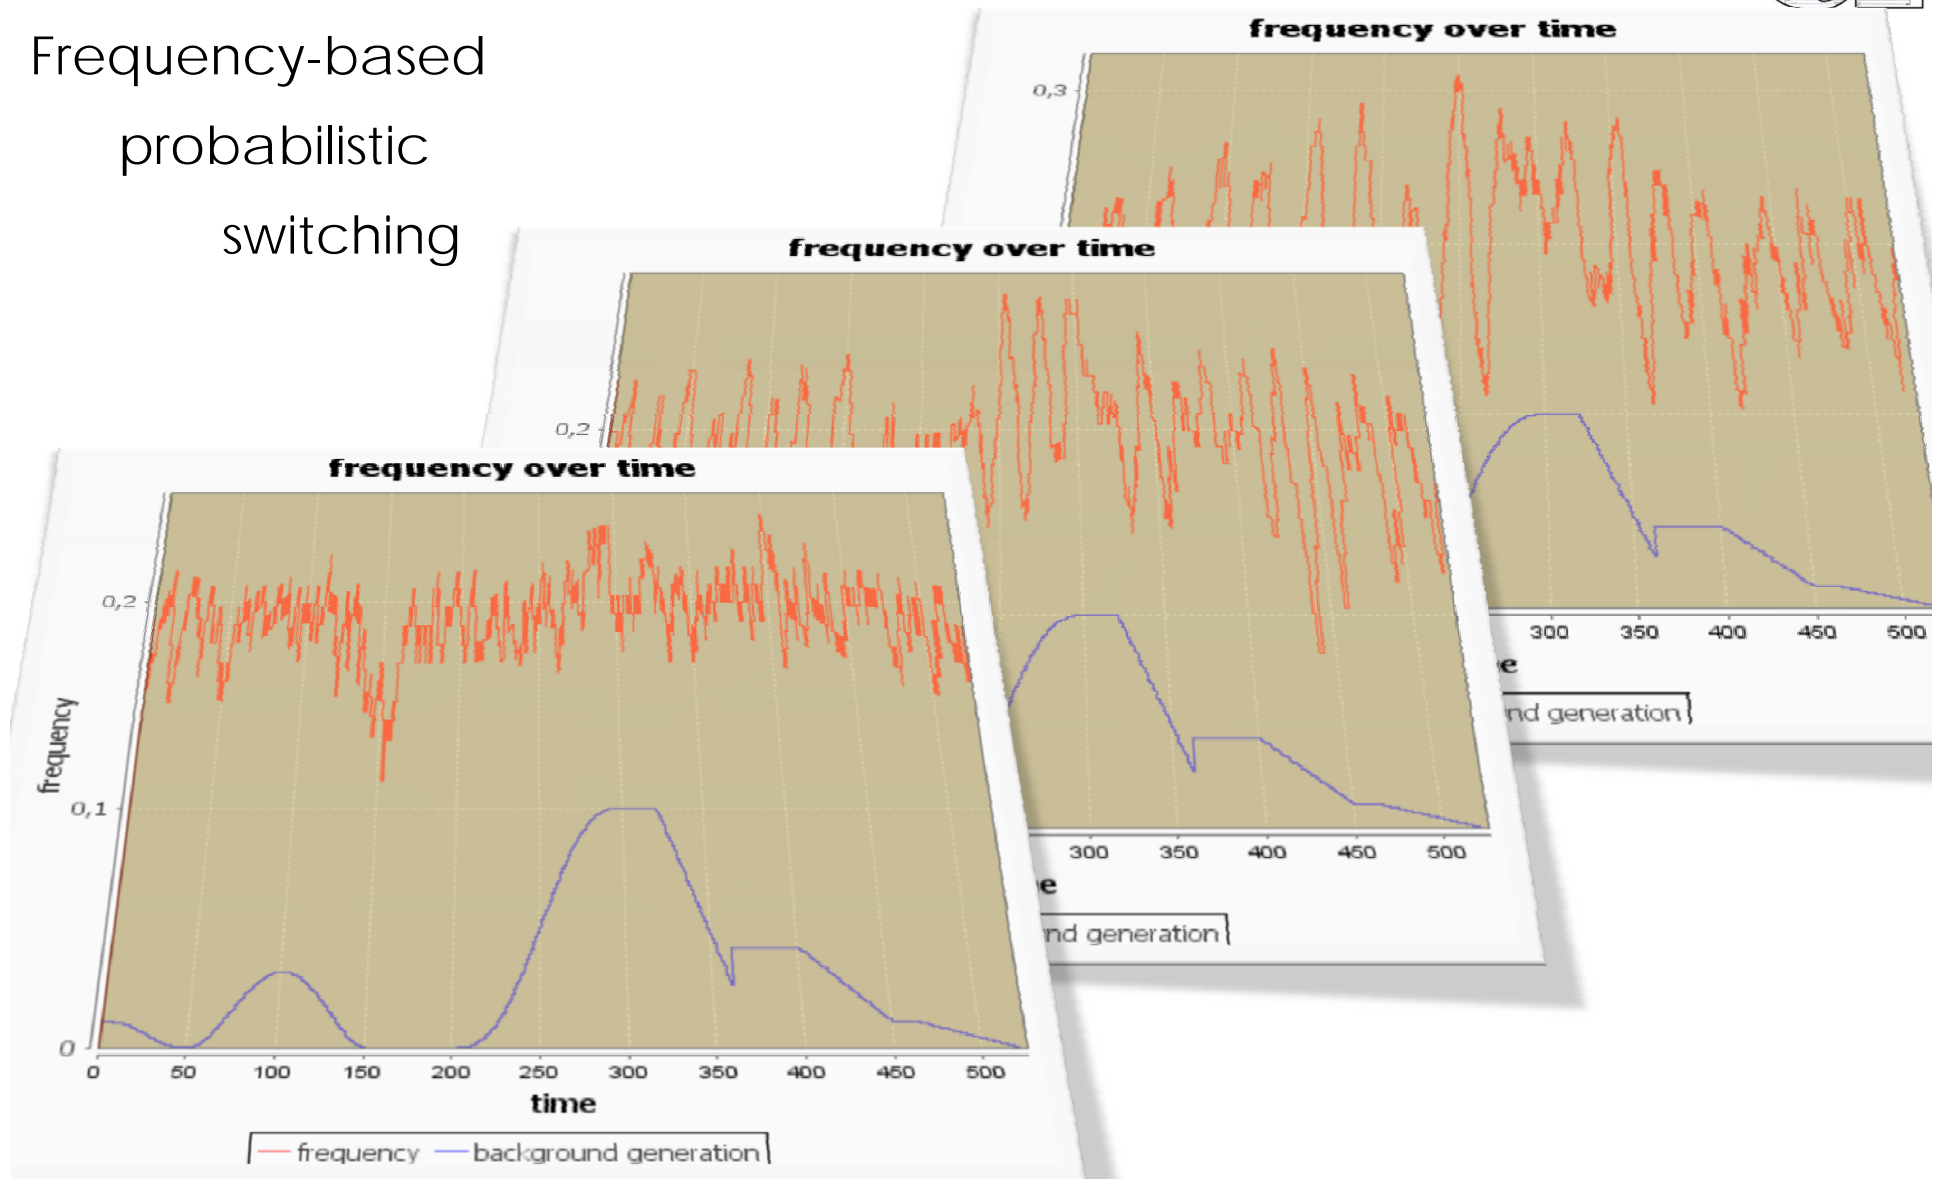 Frequency-based
probabilistic
switching
frequency over time
0,3
300 350 400 450 500
e
nd generation
frequency over time
0,2
300 350 400 450 500
e
nd generation
frequency over time
0,2
0,1
0
frequency
0 50 100 150 200 250 300 350 400 450 500
time
frequency background generation